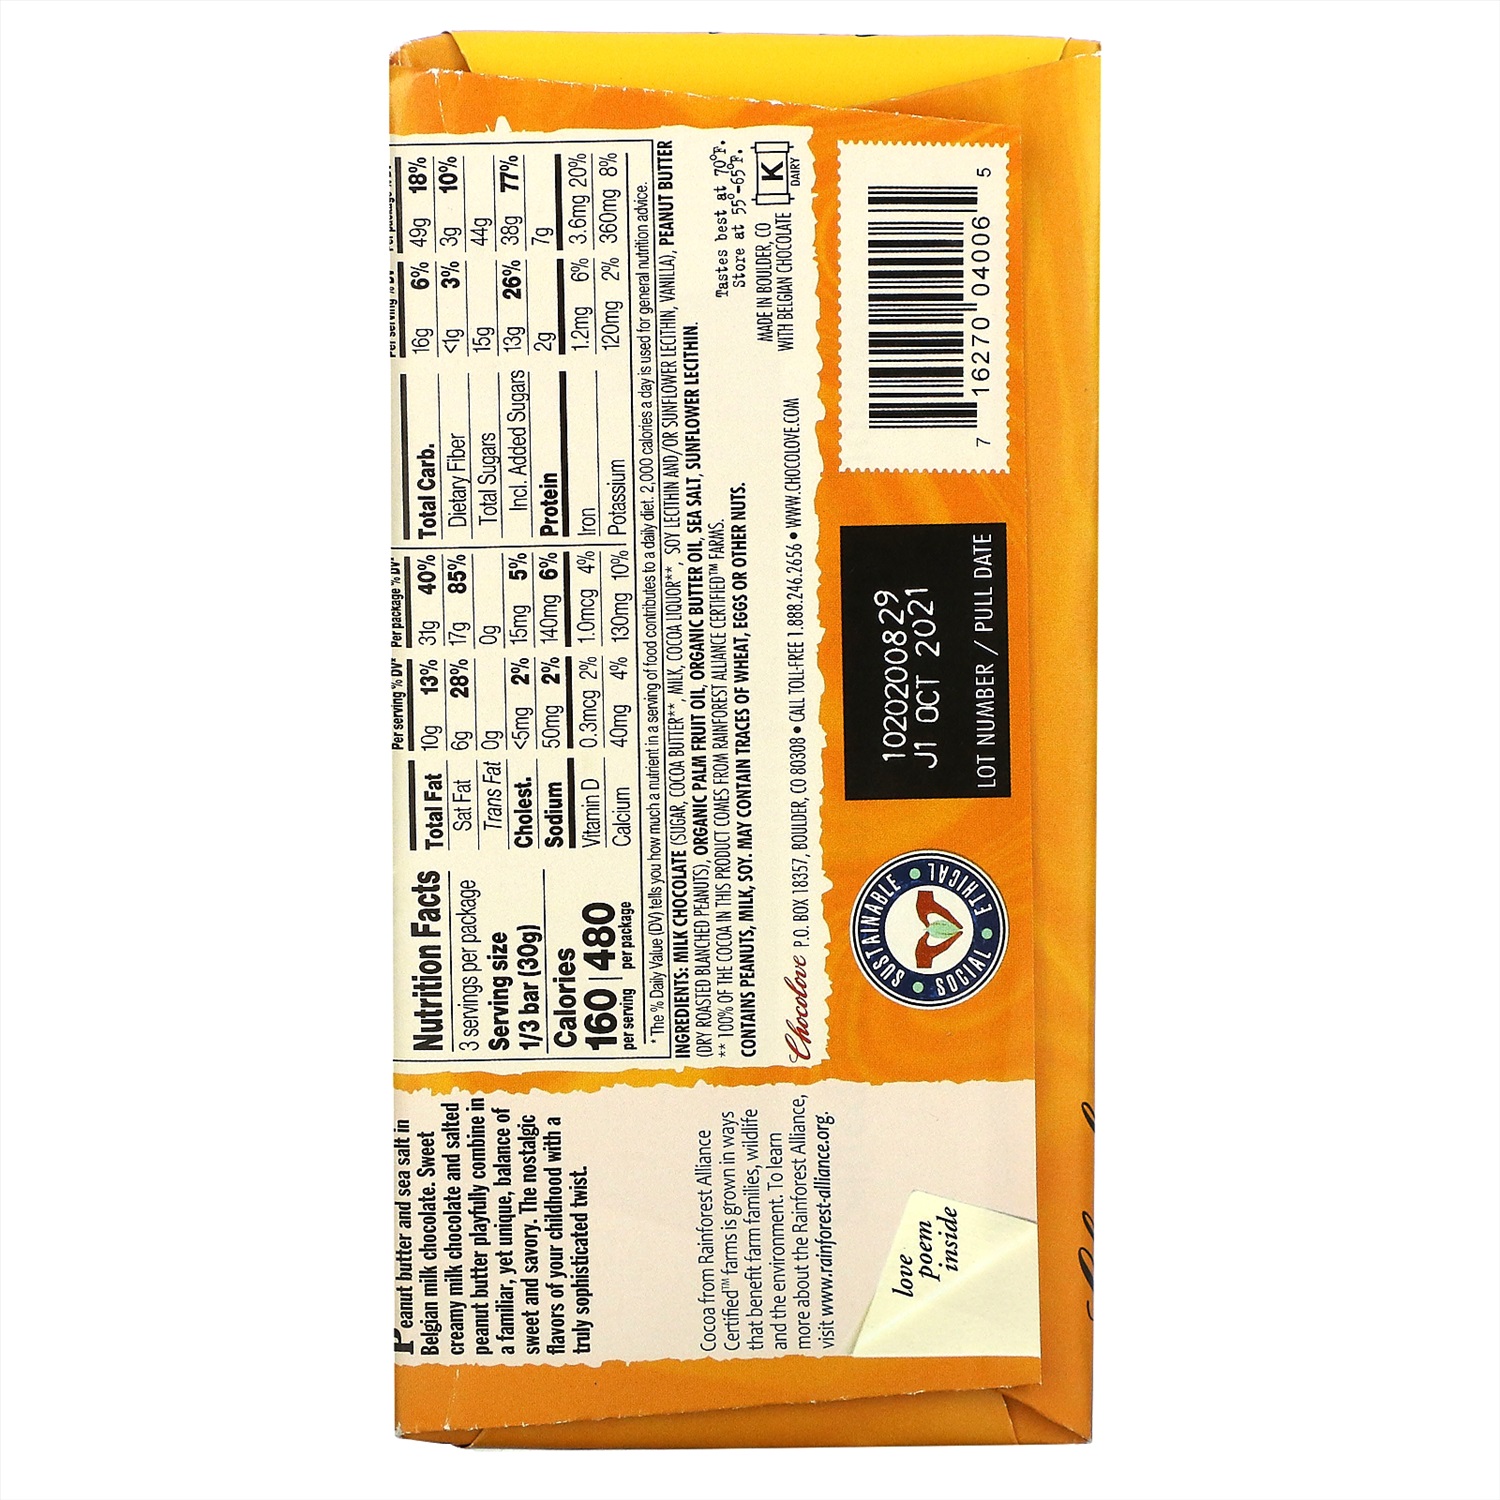 Peanut butter and sea salt in
Belgian milk chocolate. Sweet
creamy milk chocolate and salted
peanut butter playfully combine in
a familiar, yet unique, balance of
sweet and savory. The nostalgic
flavors of your childhood with a
truly sophisticated twist.
Cocoa from Rainforest Alliance
Certified™ farms is grown in ways
that benefit farm families, wildlife
and the environment. To learn
more about the Rainforest Alliance,
visit www.rainforest-alliance.org.
love
poem
inside
Nutrition Facts
3 servings per package
Serving size
1/3 bar (30g)
Calories
160 | 480
per serving per package
Per serving % DV* Per package % DV*
Total Fat 10g 13% 31g 40%
Sat Fat 6g 28% 17g 85%
Trans Fat 0g 0g
Cholest. <5mg 2% 15mg 5%
Sodium 50mg 2% 140mg 6%
Vitamin D 0.3mcg 2% 1.0mcg 4%
Calcium 40mg 4% 130mg 10%
Per serving % DV*
Total Carb. 16g 6% 49g 18%
Dietary Fiber <1g 3% 3g 10%
Total Sugars 15g 44g
Incl. Added Sugars 13g 26% 38g 77%
Protein 2g 7g
Iron 1.2mg 6% 3.6mg 20%
Potassium 120mg 2% 360mg 8%
* The % Daily Value (DV) tells you how much a nutrient in a serving of food contributes to a daily diet. 2,000 calories a day is used for general nutrition advice.
INGREDIENTS: MILK CHOCOLATE (SUGAR, COCOA BUTTER**, MILK, COCOA LIQUOR**, SOY LECITHIN AND/OR SUNFLOWER LECITHIN, VANILLA), PEANUT BUTTER
(DRY ROASTED BLANCHED PEANUTS), ORGANIC PALM FRUIT OIL, ORGANIC BUTTER OIL, SEA SALT, SUNFLOWER LECITHIN.
** 100% OF THE COCOA IN THIS PRODUCT COMES FROM RAINFOREST ALLIANCE CERTIFIED™ FARMS.
CONTAINS PEANUTS, MILK, SOY. MAY CONTAIN TRACES OF WHEAT, EGGS OR OTHER NUTS.
Tastes best at 70°F.
Store at 55°-65°F.
MADE IN BOULDER, CO
WITH BELGIAN CHOCOLATE
K
DAIRY
Chocolove P.O. BOX 18357, BOULDER, CO 80308 • CALL TOLL-FREE 1.888.246.2656 • WWW.CHOCOLOVE.COM
SUSTAINABLE • ETHICAL • SOCIAL •
102020082​9
J1 OCT 2021
LOT NUMBER / PULL DATE
7 16270 04006 5